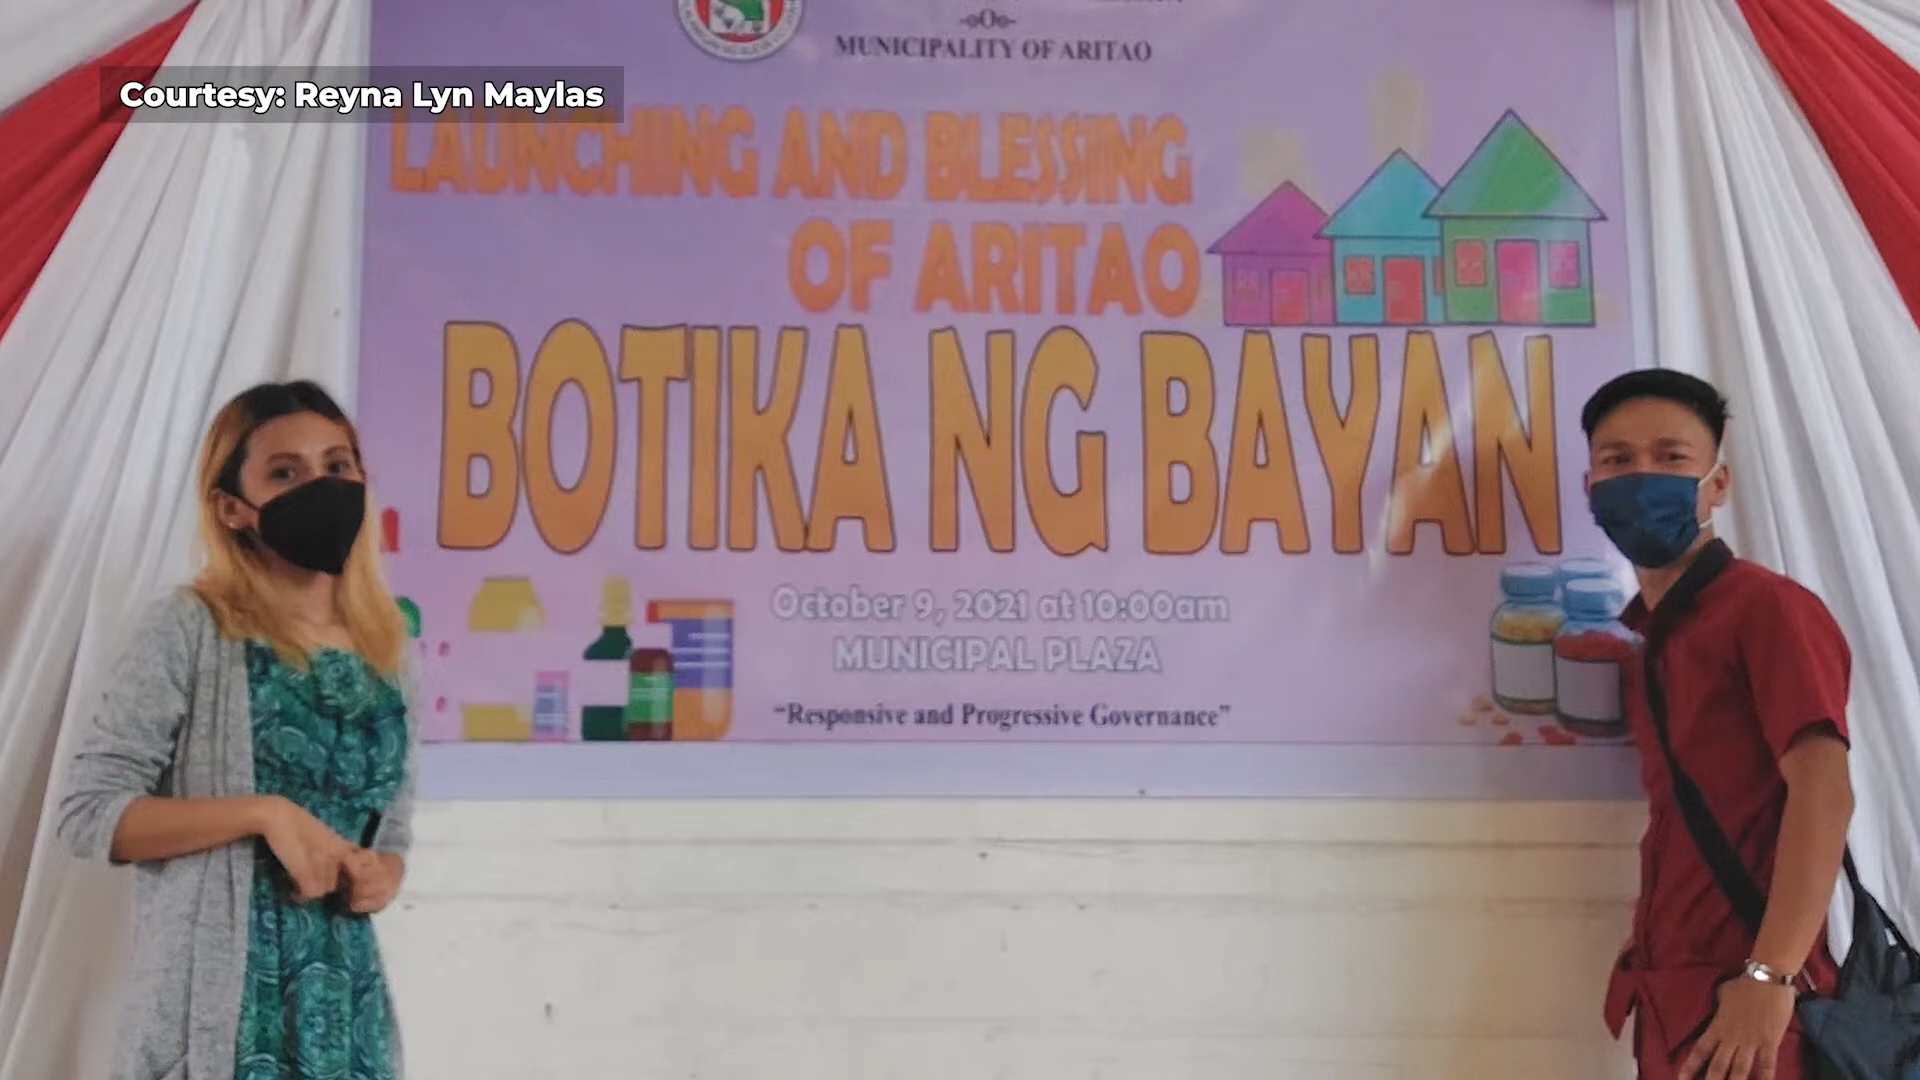 -oOo-
MUNICIPALITY OF ARITAO
Courtesy: Reyna Lyn Maylas
LAUNCHING AND BLESSING
OF ARITAO
BOTIKA NG BAYAN
October 9, 2021 at 10:00am
MUNICIPAL PLAZA
“Responsive and Progressive Governance”